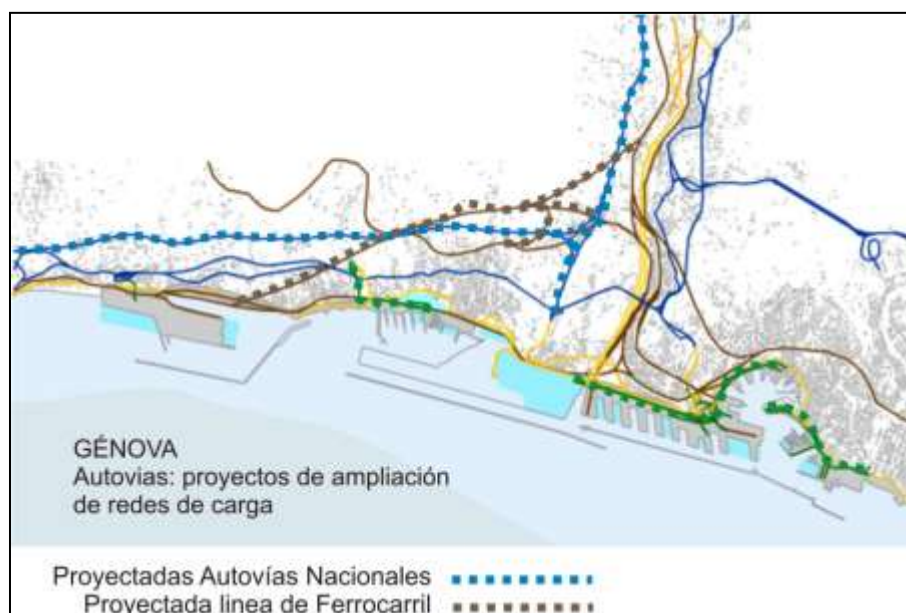 GÉNOVA
Autovias: proyectos de ampliación
de redes de carga
Proyectadas Autovías Nacionales
Proyectada linea de Ferrocarril